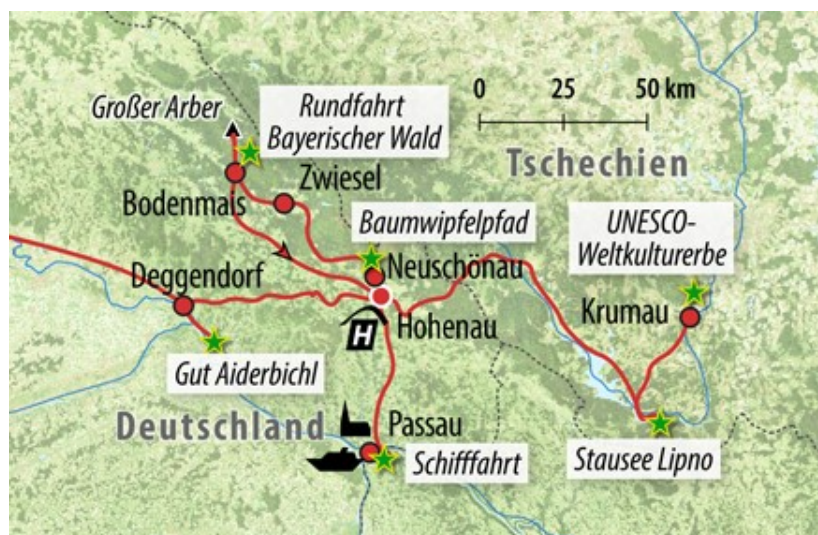 0 25 50 km
Großer Arber
Rundfahrt
Bayerischer Wald
Tschechien
Zwiesel
Bodenmais
Baumwipfelpfad
UNESCO-
Weltkulturerbe
Neuschönau
Deggendorf
Krumau
Hohenau
H
Gut Aiderbichl
Deutschland
Passau
Schifffahrt
Stausee Lipno